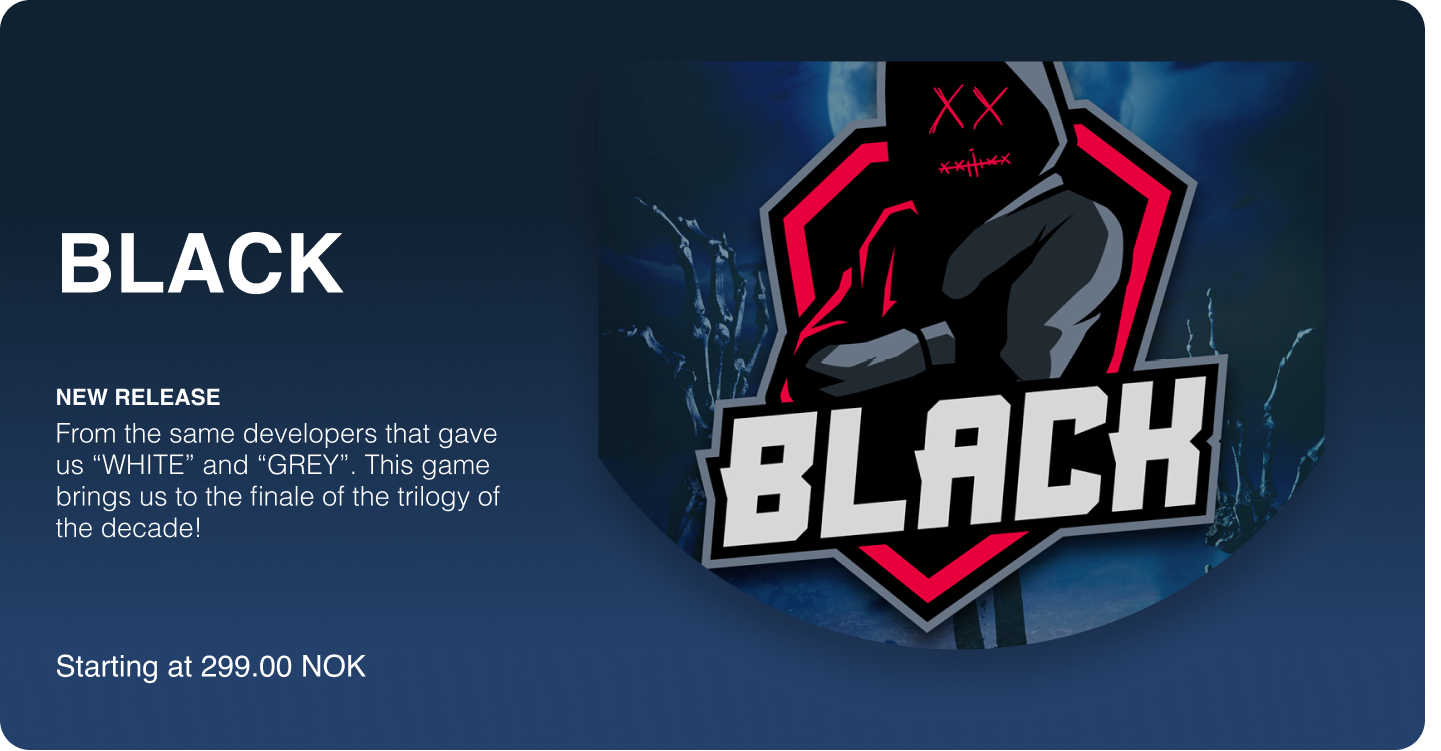 BLACK
NEW RELEASE
From the same developers that gave
us “WHITE” and “GREY”. This game
brings us to the finale of the trilogy of
the decade!
Starting at 299.00 NOK
BLACK